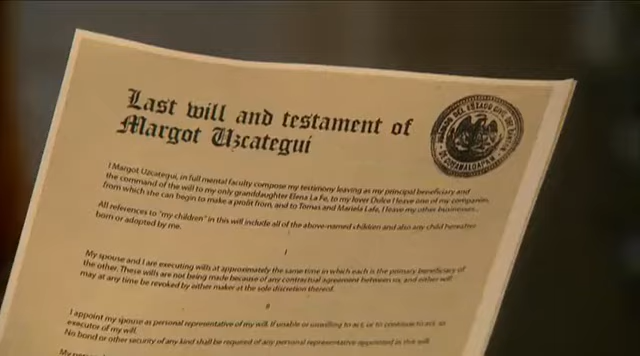 Last will and testament of
Margot Uzcategui
I Margot Uzcategui, in full mental faculty compose my testimony leaving as my principal beneficiary and
the command of the will to my only granddaughter Elena La Fe, to my lover Dulce I leave one of my companies,
from which she can begin to make a profit from, and to Tomas and Mariela Lafe, I leave my other businesses...
All references to "my children" in this will include all of the above-named children and also any child hereafter
born or adopted by me.
I
My spouse and I are executing wills at approximately the same time in which each is the primary beneficiary of
the other. These wills are not being made because of any contractual agreement between us, and either will
may at any time be revoked by either maker at the sole discretion thereof.
II
I appoint my spouse as personal representative of my will. If unable or unwilling to act, or to continue to act, as
executor of my will.
No bond or other security of any kind shall be required of any personal representative appointed in this will.
My